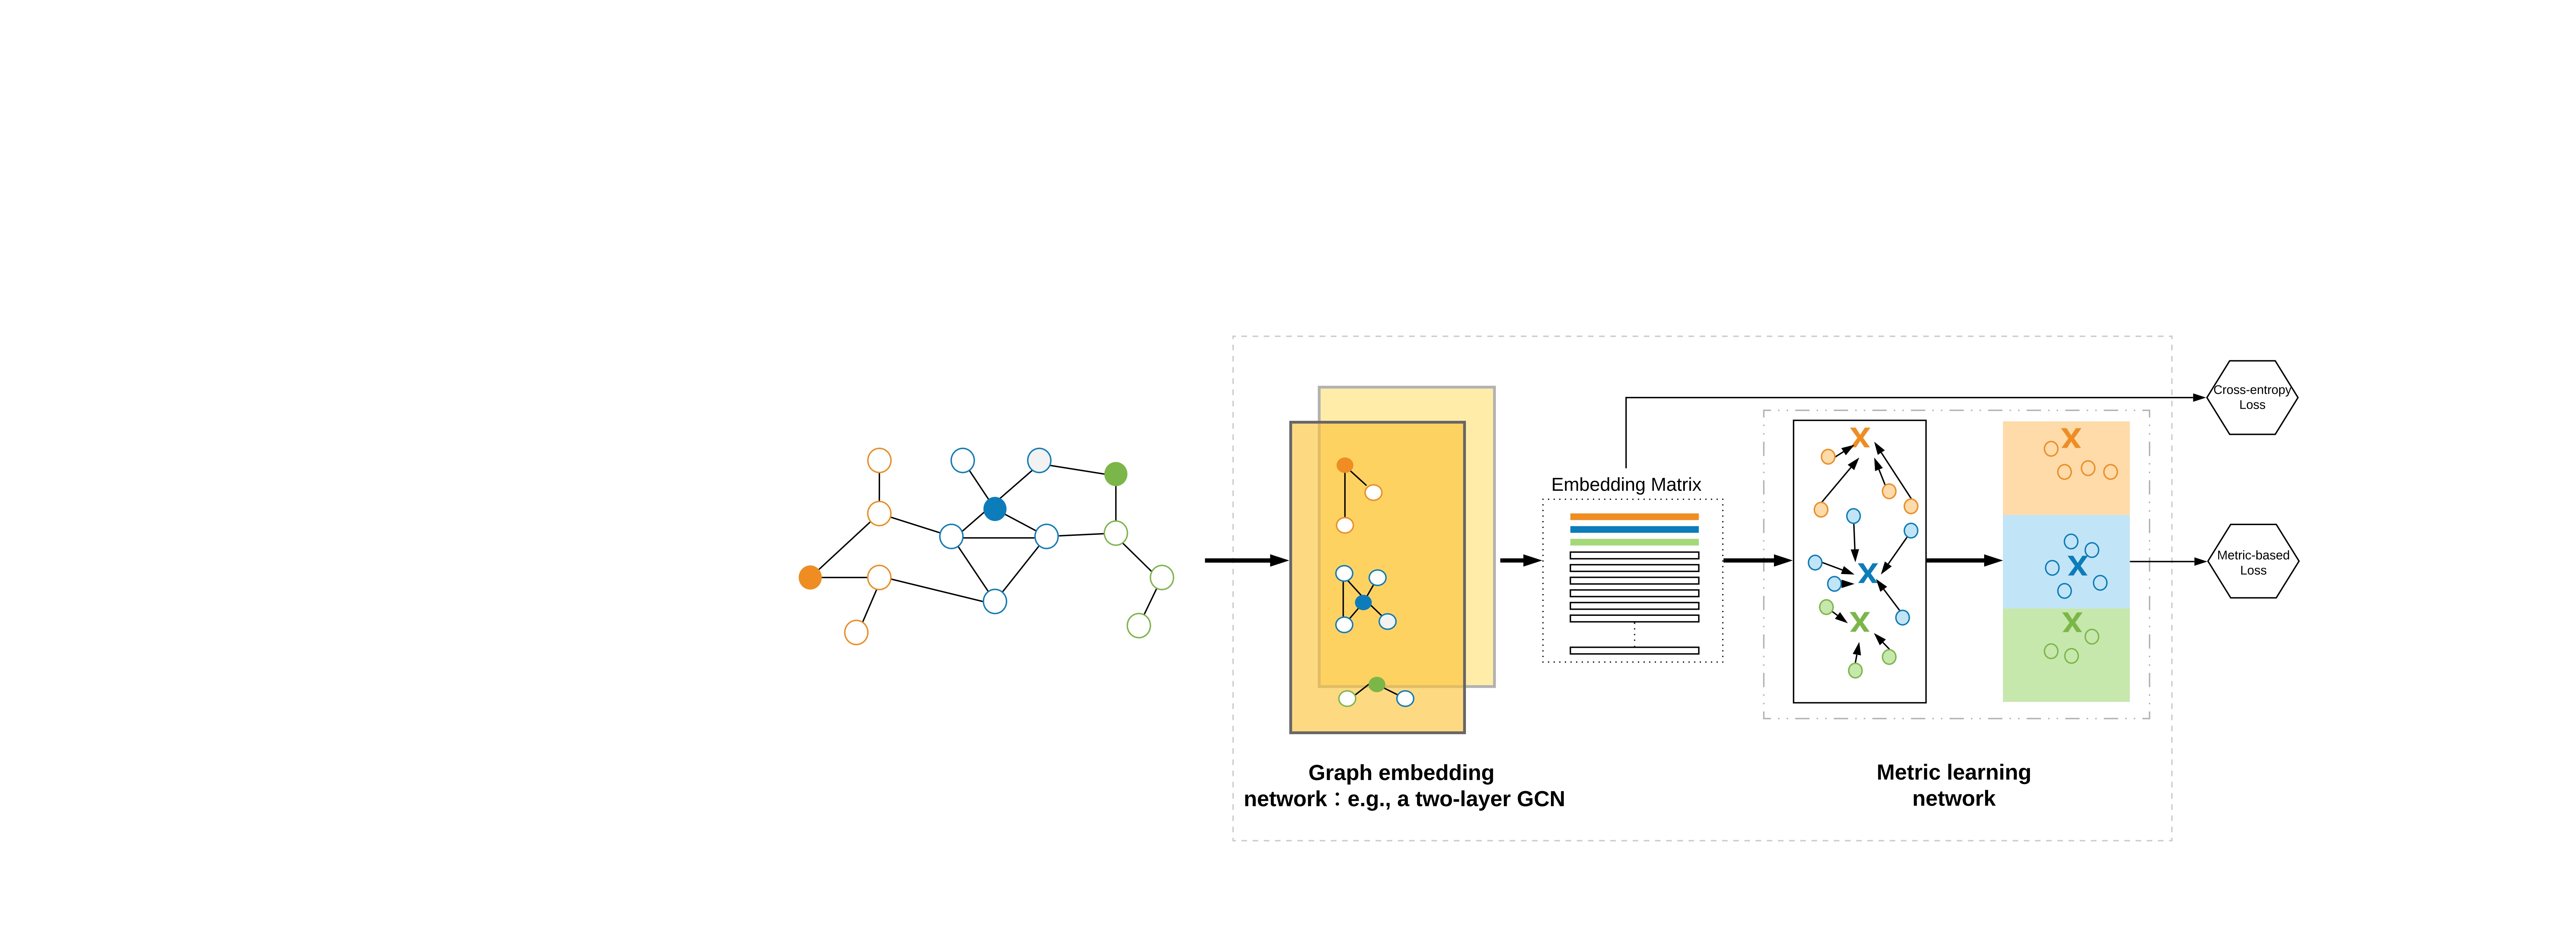 Cross-entropy
Loss
Embedding Matrix
X
X
X
X
X
X
Metric-based
Loss
Graph embedding
network：e.g., a two-layer GCN
Metric learning
network